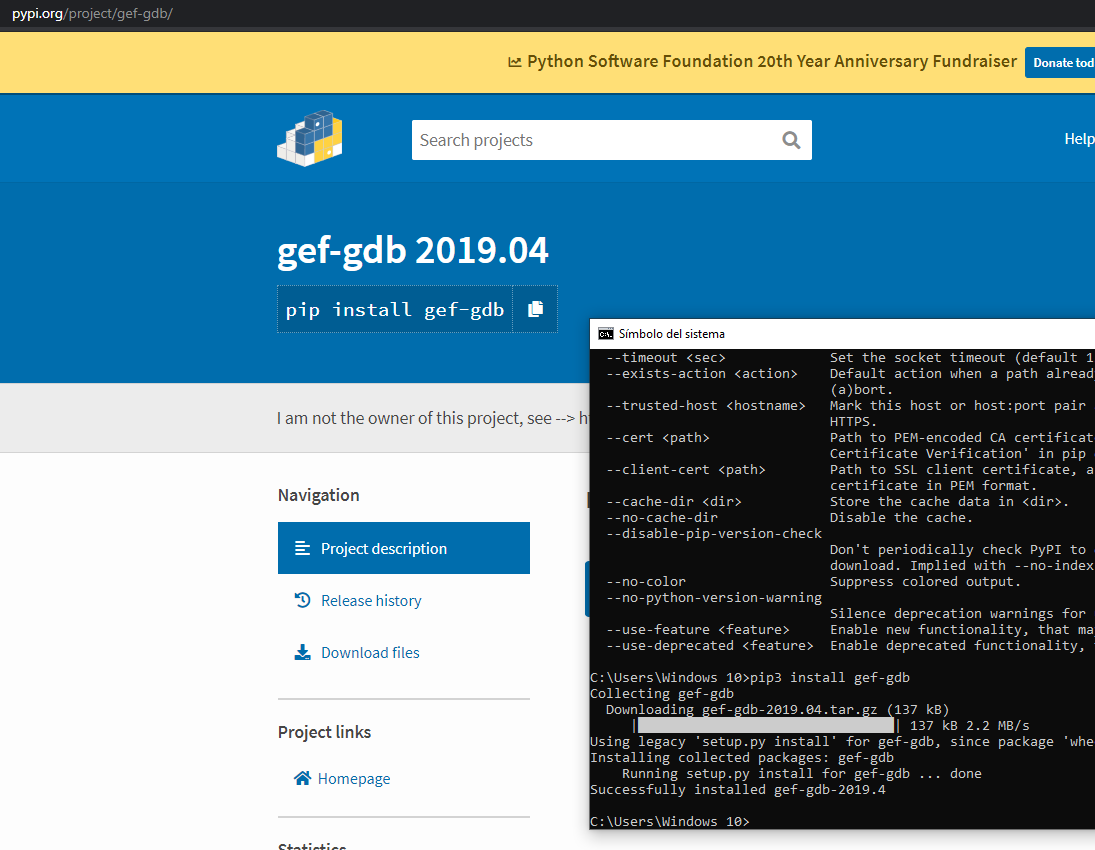 pypi.org/project/gef-gdb/
Python Software Foundation 20th Year Anniversary Fundraiser
Donate tod
Search projects
Help
gef-gdb 2019.04
pip install gef-gdb
I am not the owner of this project, see --> ht
Navigation
Project description
Release history
Download files
Project links
Homepage
Statistics
Símbolo del sistema
--timeout <sec> Set the socket timeout (default 1
--exists-action <action> Default action when a path alread
(a)bort.
--trusted-host <hostname> Mark this host or host:port pair
HTTPS.
--cert <path> Path to PEM-encoded CA certificat
Certificate Verification' in pip
--client-cert <path> Path to SSL client certificate, a
certificate in PEM format.
--cache-dir <dir> Store the cache data in <dir>.
--no-cache-dir Disable the cache.
--disable-pip-version-check
Don't periodically check PyPI to
download. Implied with --no-index
--no-color Suppress colored output.
--no-python-version-warning
Silence deprecation warnings for
--use-feature <feature> Enable new functionality, that ma
--use-deprecated <feature> Enable deprecated functionality,
C:\Users\Windows 10>pip3 install gef-gdb
Collecting gef-gdb
Downloading gef-gdb-2019.04.tar.gz (137 kB)
| | 137 kB 2.2 MB/s
Using legacy 'setup.py install' for gef-gdb, since package 'whe
Installing collected packages: gef-gdb
Running setup.py install for gef-gdb ... done
Successfully installed gef-gdb-2019.4
C:\Users\Windows 10>